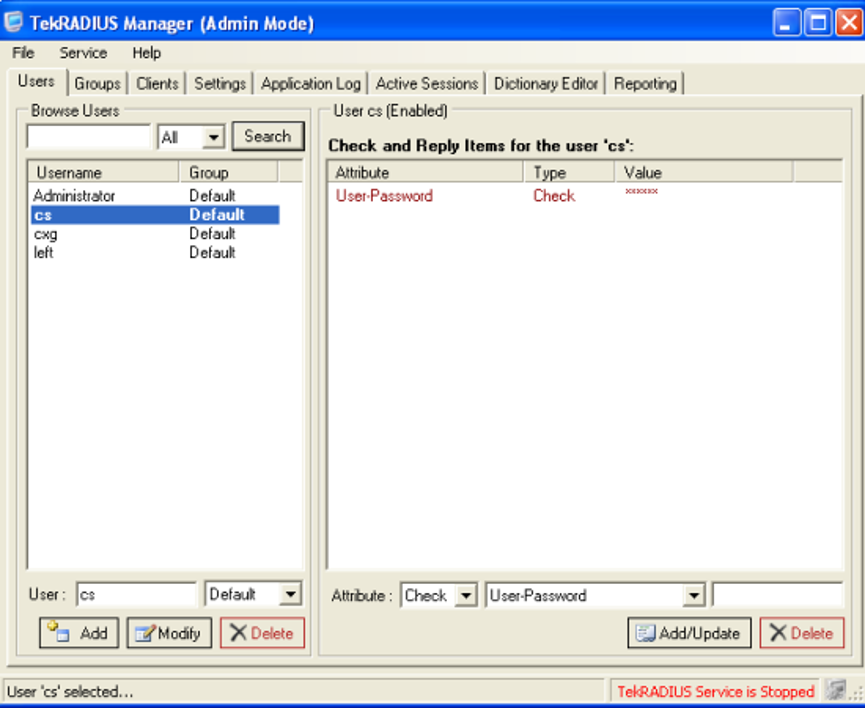 TekRADIUS Manager (Admin Mode)
File Service Help
Users Groups Clients Settings Application Log Active Sessions Dictionary Editor Reporting
Browse Users
All Search
Username Group
Administrator Default
cs Default
cxg Default
left Default
User : cs Default
Add Modify Delete
User cs (Enabled)
Check and Reply Items for the user 'cs':
Attribute Type Value
User-Password Check ******
Attribute : Check User-Password
Add/Update Delete
User 'cs' selected... TekRADIUS Service is Stopped